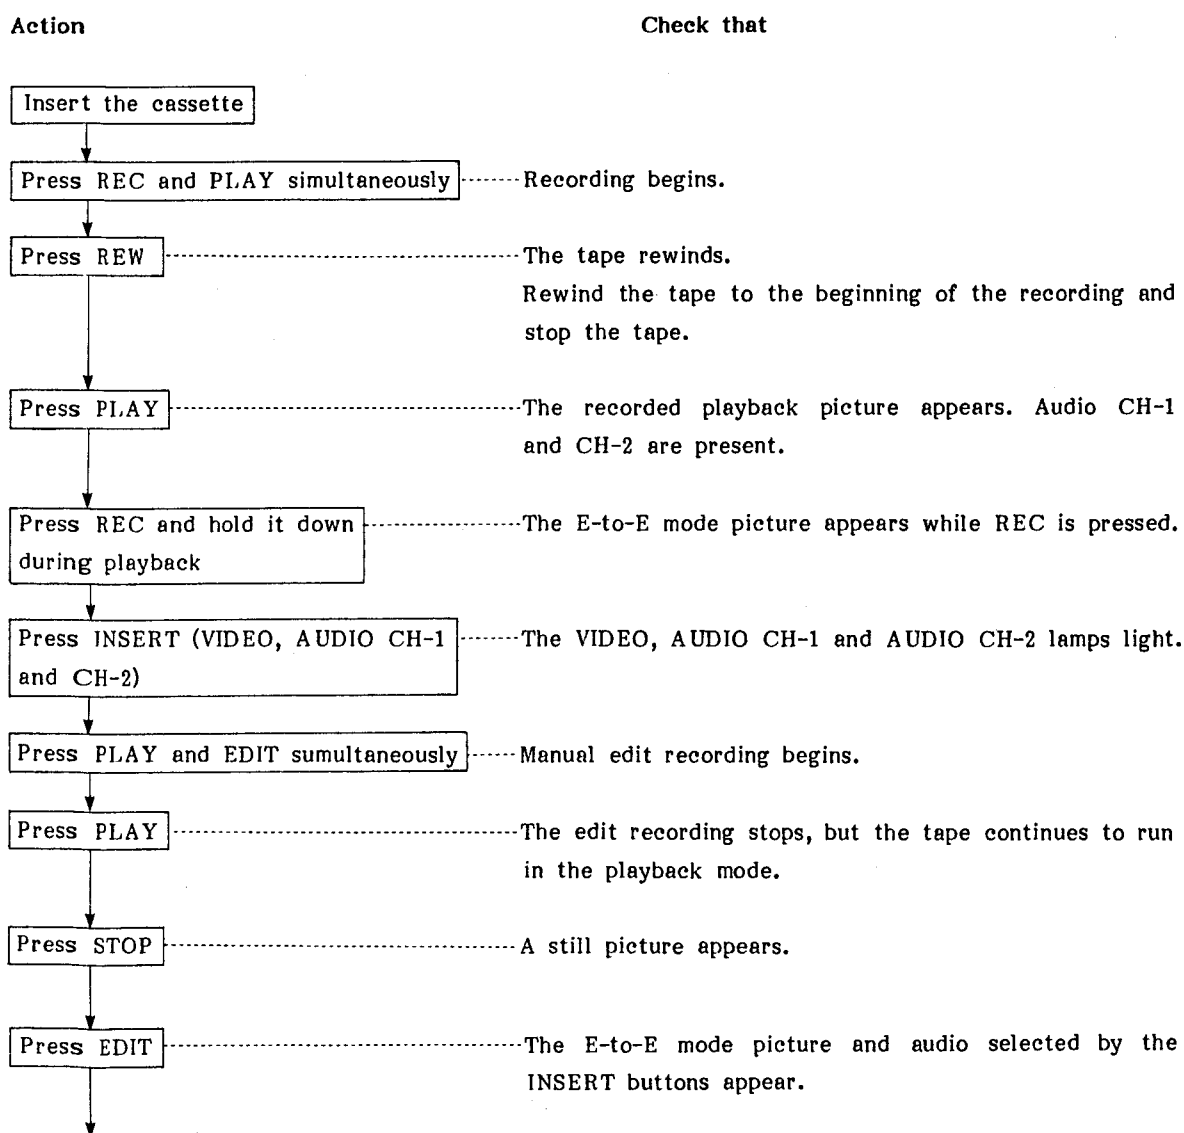 Action Check that
Insert the cassette
Press REC and PLAY simultaneously Recording begins.
Press REW The tape rewinds.
Rewind the tape to the beginning of the recording and
stop the tape.
Press PLAY The recorded playback picture appears. Audio CH-1
and CH-2 are present.
Press REC and hold it down The E-to-E mode picture appears while REC is pressed.
during playback
Press INSERT (VIDEO, AUDIO CH-1 The VIDEO, AUDIO CH-1 and AUDIO CH-2 lamps light.
and CH-2)
Press PLAY and EDIT sumultaneously Manual edit recording begins.
Press PLAY The edit recording stops, but the tape continues to run
in the playback mode.
Press STOP A still picture appears.
Press EDIT The E-to-E mode picture and audio selected by the
INSERT buttons appear.